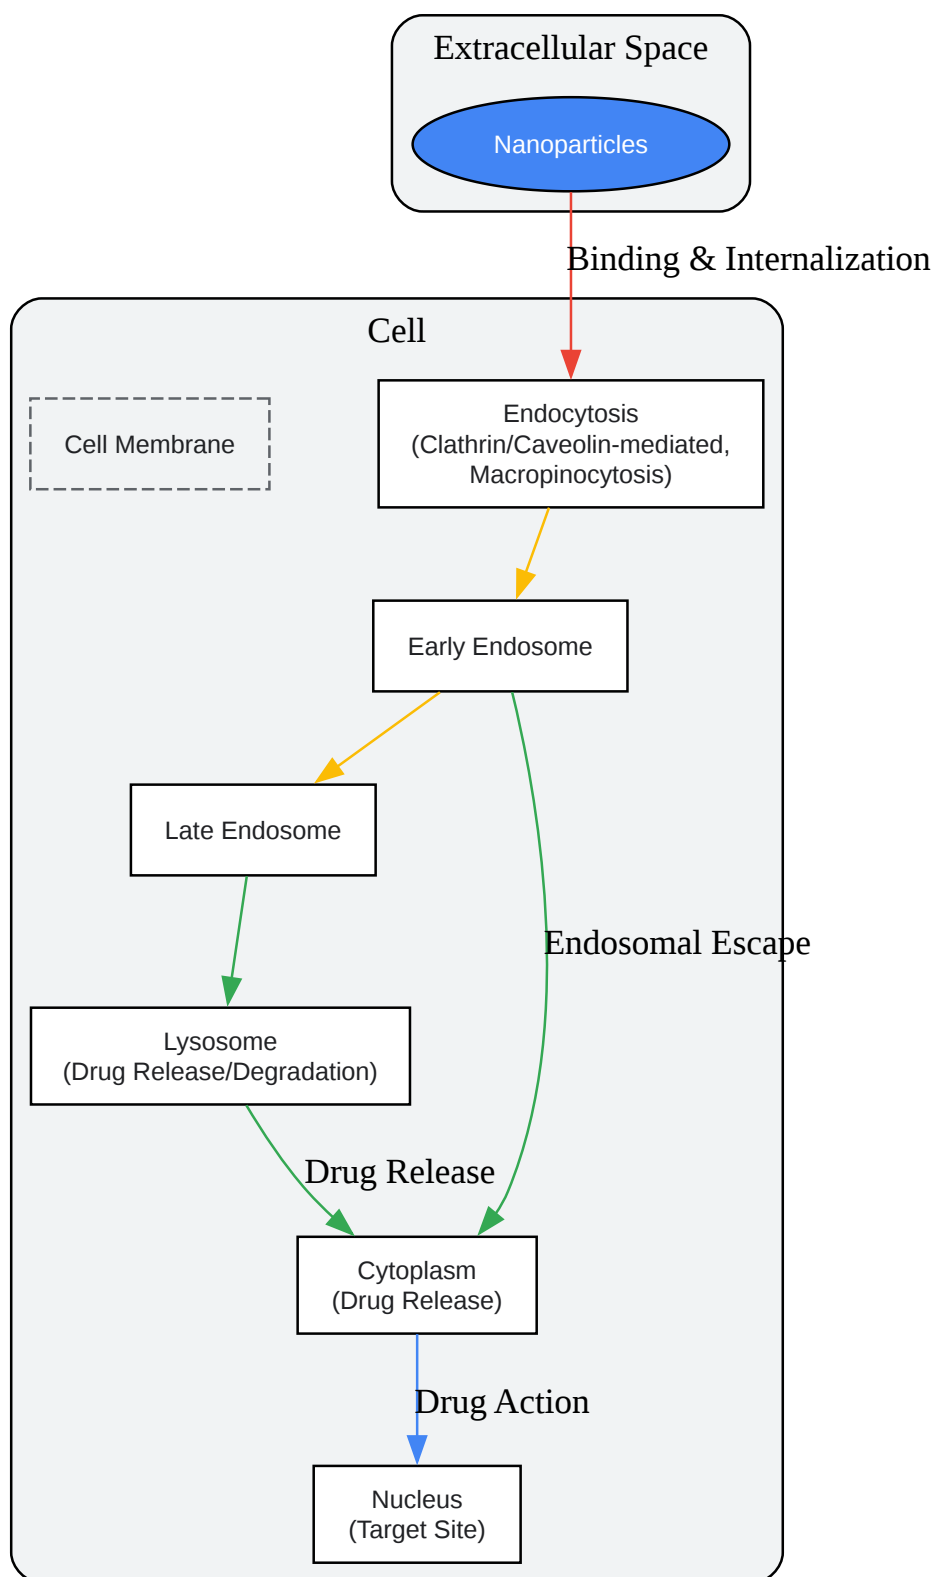 Extracellular Space
Nanoparticles
Binding & Internalization
Cell
Cell Membrane
Endocytosis
(Clathrin/Caveolin-mediated,
Macropinocytosis)
Early Endosome
Late Endosome
Endosomal Escape
Lysosome
(Drug Release/Degradation)
Drug Release
Cytoplasm
(Drug Release)
Drug Action
Nucleus
(Target Site)